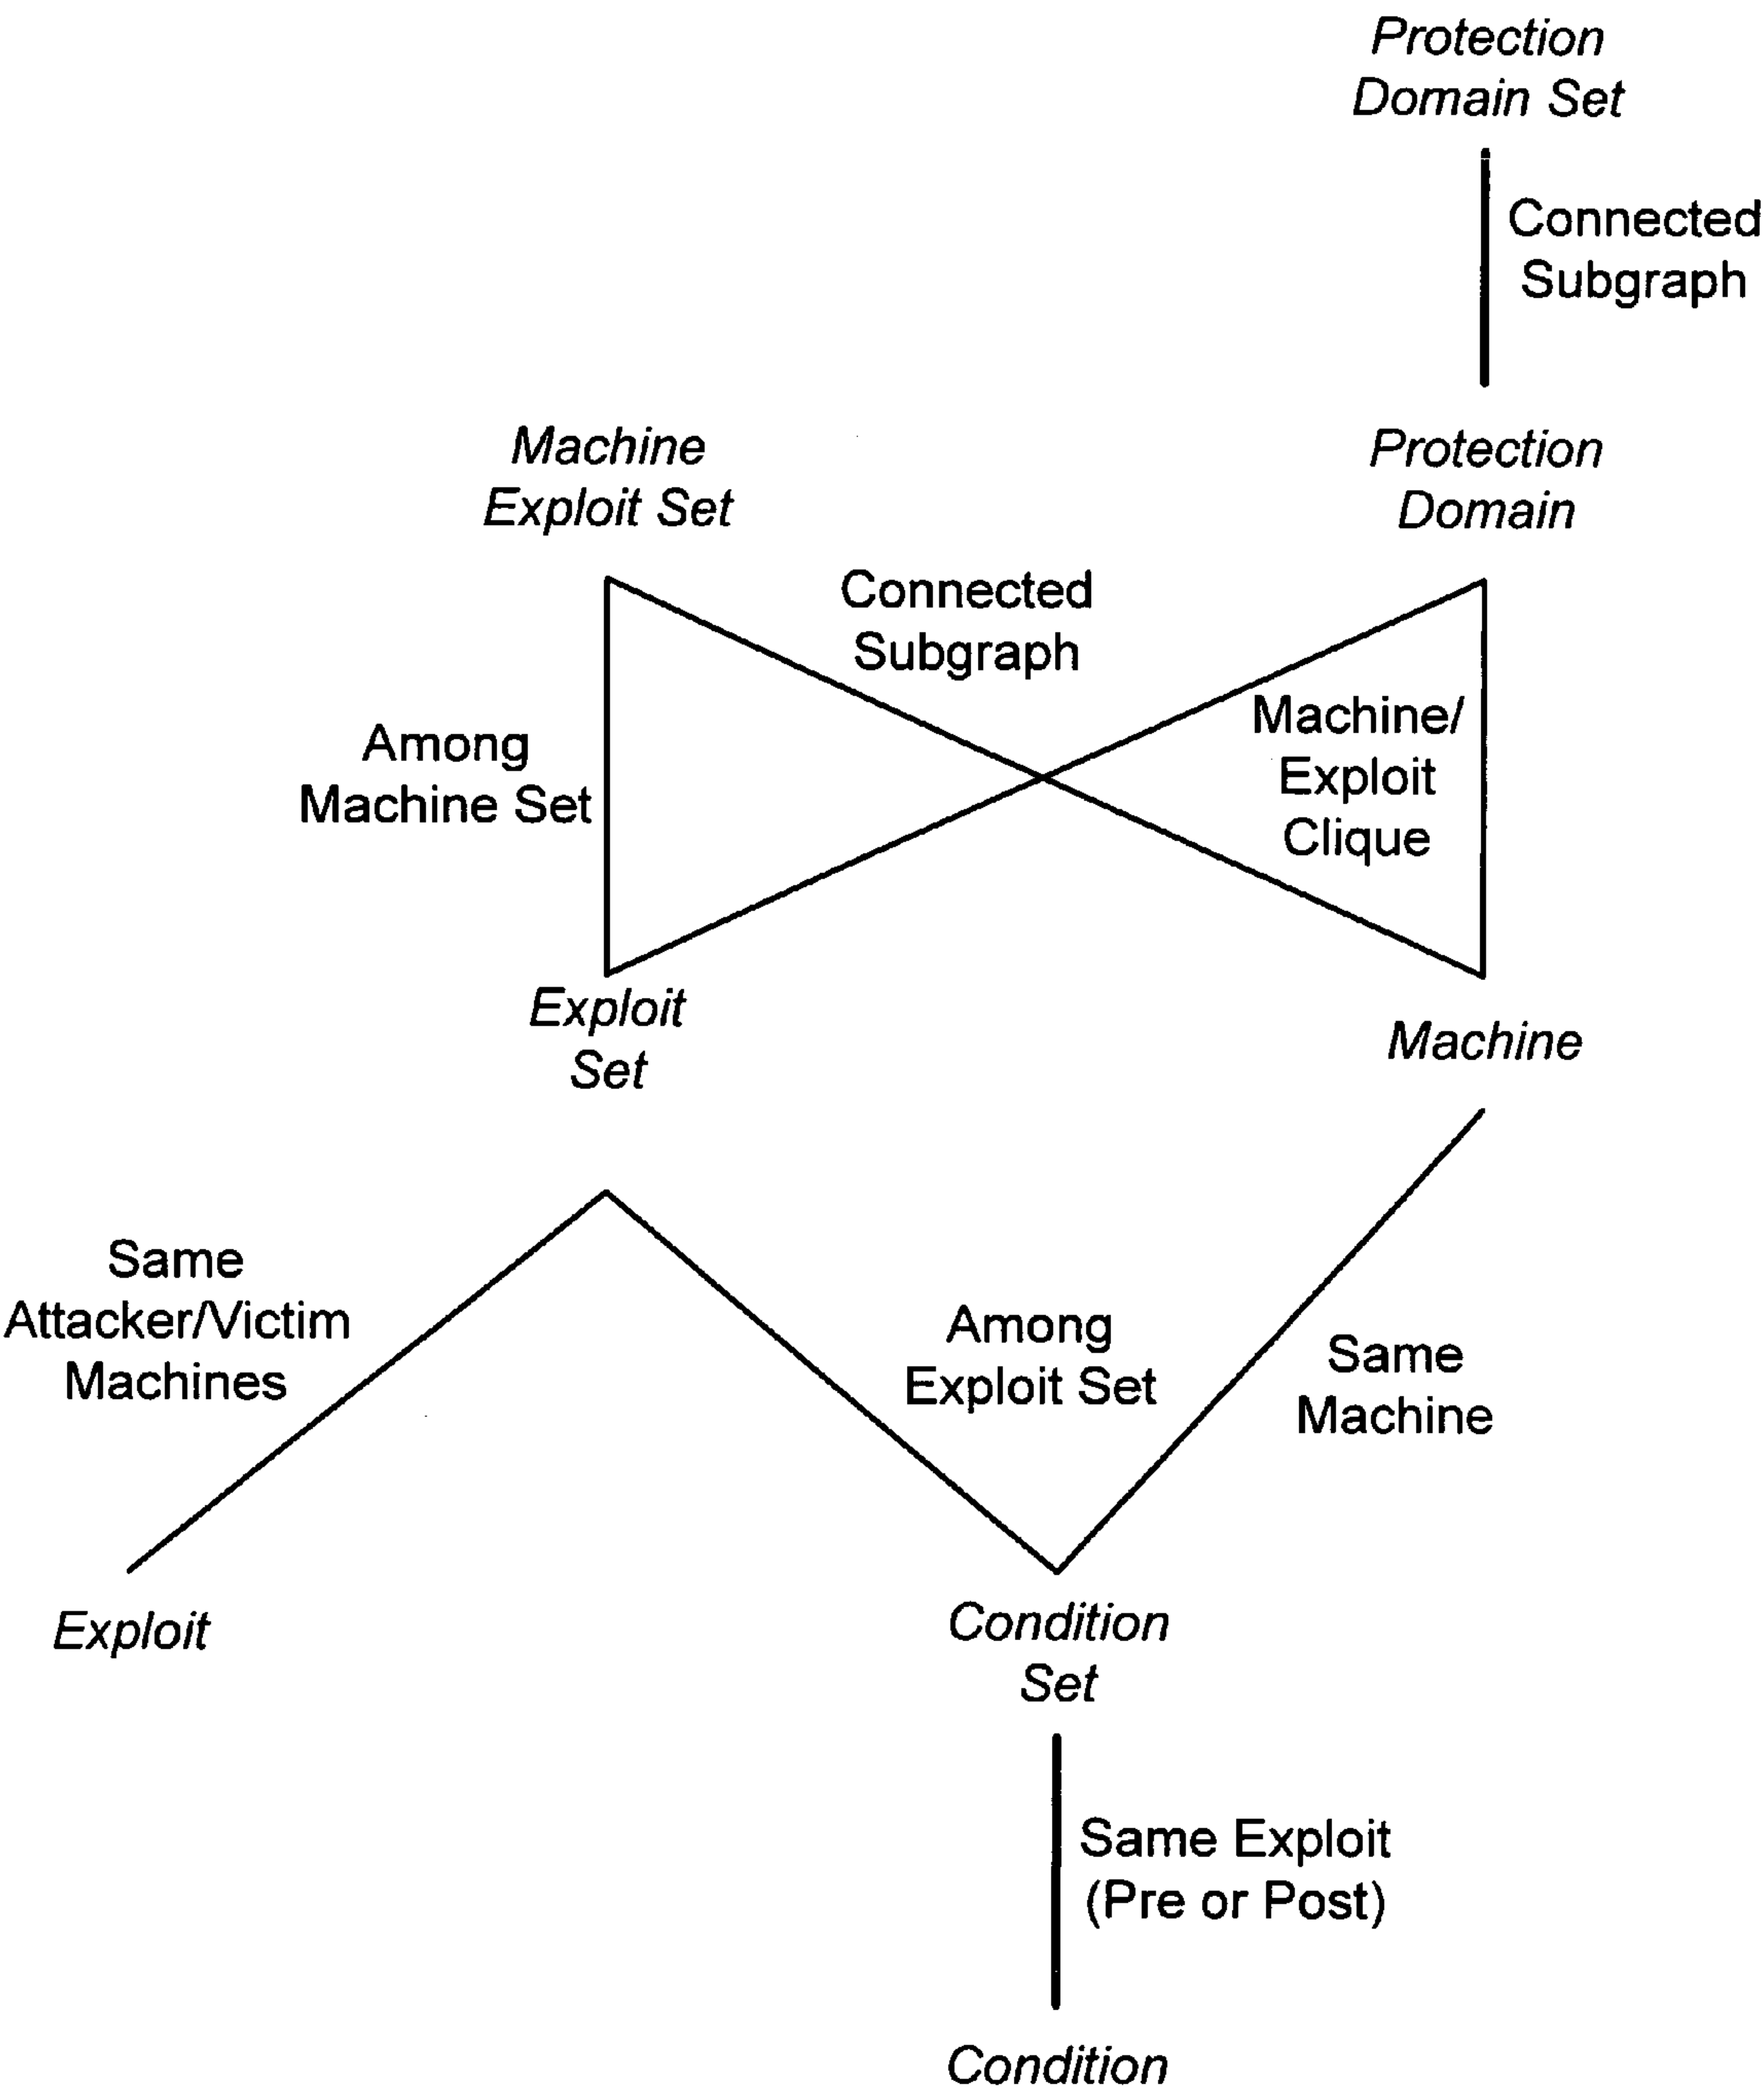 Protection
Domain Set
Connected
Subgraph
Machine
Exploit Set
Protection
Domain
Connected
Subgraph
Among
Machine Set
Machine/
Exploit
Clique
Exploit
Set
Machine
Same
Attacker/Victim
Machines
Among
Exploit Set
Same
Machine
Exploit
Condition
Set
Same Exploit
(Pre or Post)
Condition